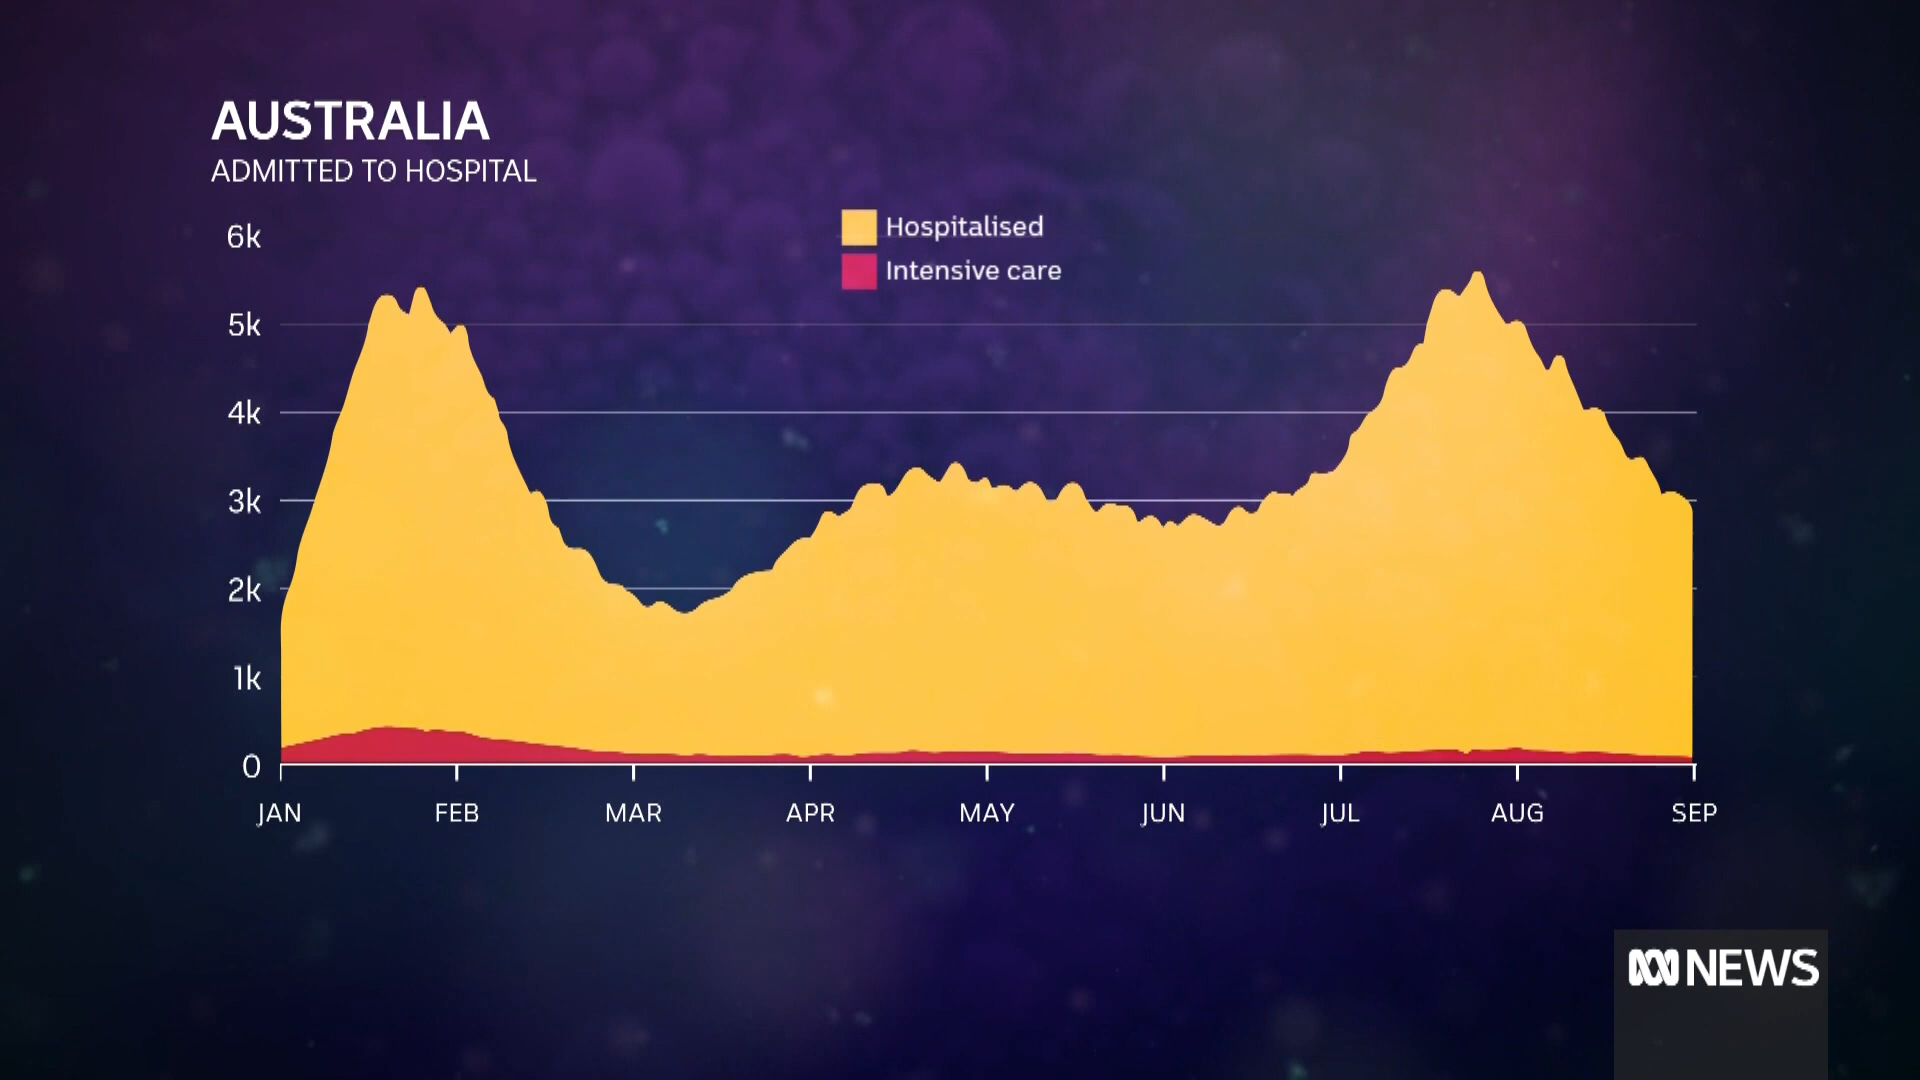 AUSTRALIA
ADMITTED TO HOSPITAL
Hospitalised
Intensive care
6k
5k
4k
3k
2k
1k
0
JAN FEB MAR APR MAY JUN JUL AUG SEP
NEWS